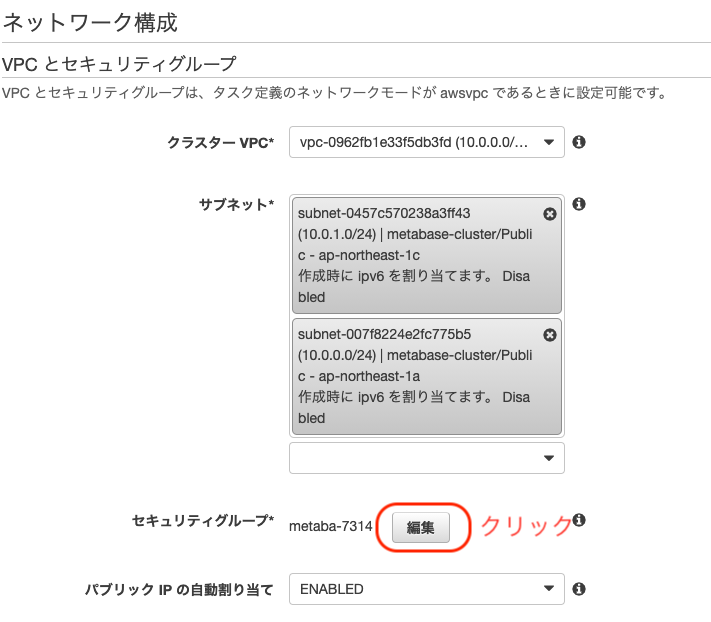 ネットワーク構成
VPC とセキュリティグループ
VPC とセキュリティグループは、タスク定義のネットワークモードが awsvpc であるときに設定可能です。
クラスター VPC* vpc-0962fb1e33f5db3fd (10.0.0.0/...
サブネット*
subnet-0457c570238a3ff43
(10.0.1.0/24) | metabase-cluster/Publi
c - ap-northeast-1c
作成時に ipv6 を割り当てます。 Disa
bled
subnet-007f8224e2fc775b5
(10.0.0.0/24) | metabase-cluster/Publi
c - ap-northeast-1a
作成時に ipv6 を割り当てます。 Disa
bled
セキュリティグループ* metaba-7314 編集 クリック
パブリック IP の自動割り当て ENABLED